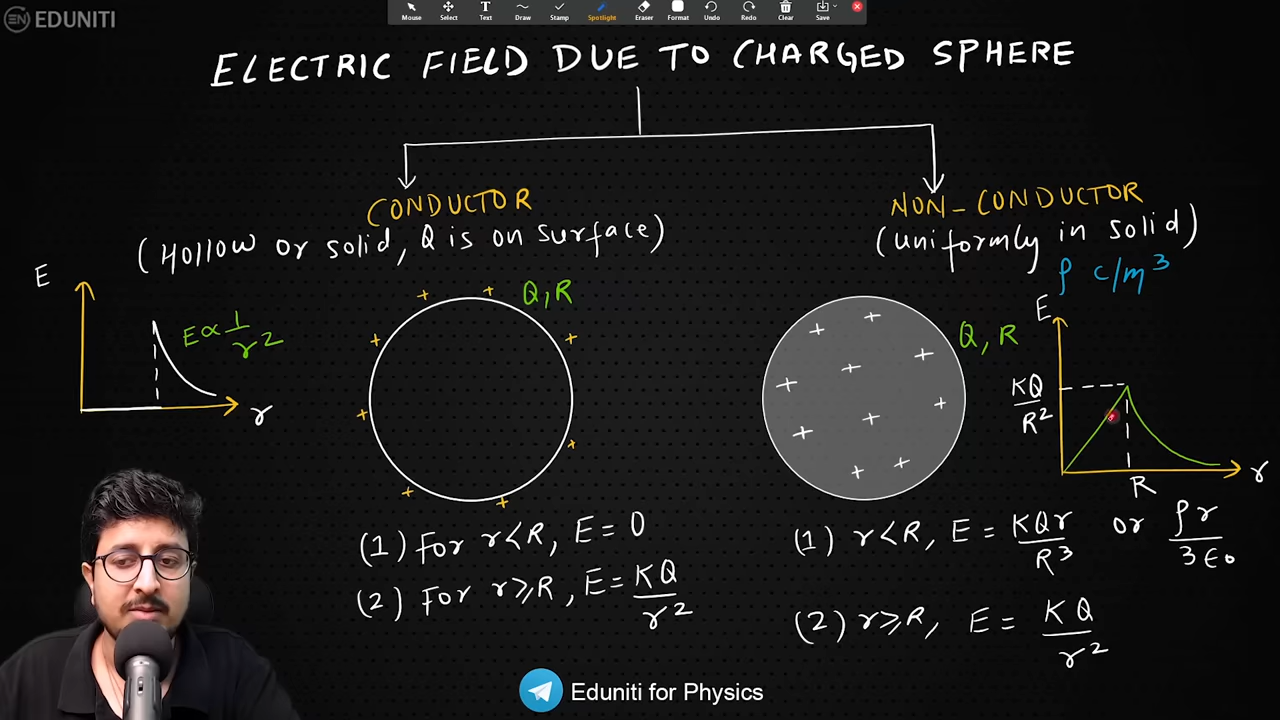 EN EDUNITI
Mouse Select Text Draw Stamp Spotlight Eraser Format Undo Redo Clear Save
ELECTRIC FIELD DUE TO CHARGED SPHERE
CONDUCTOR
(Hollow or solid, Q is on surface)
E
E ∝ 1/r²
r
Q, R
+ + + + + + + + +
(1) For r<R, E = 0
(2) For r⩾R, E = KQ/r²
NON-CONDUCTOR
(uniformly in solid)
ρ c/m³
Q, R
+ + + + + + + + + +
E
KQ/R²
R
r
(1) r<R, E = KQr/R³ or ρr/3ε₀
(2) r⩾R, E = KQ/r²
Eduniti for Physics